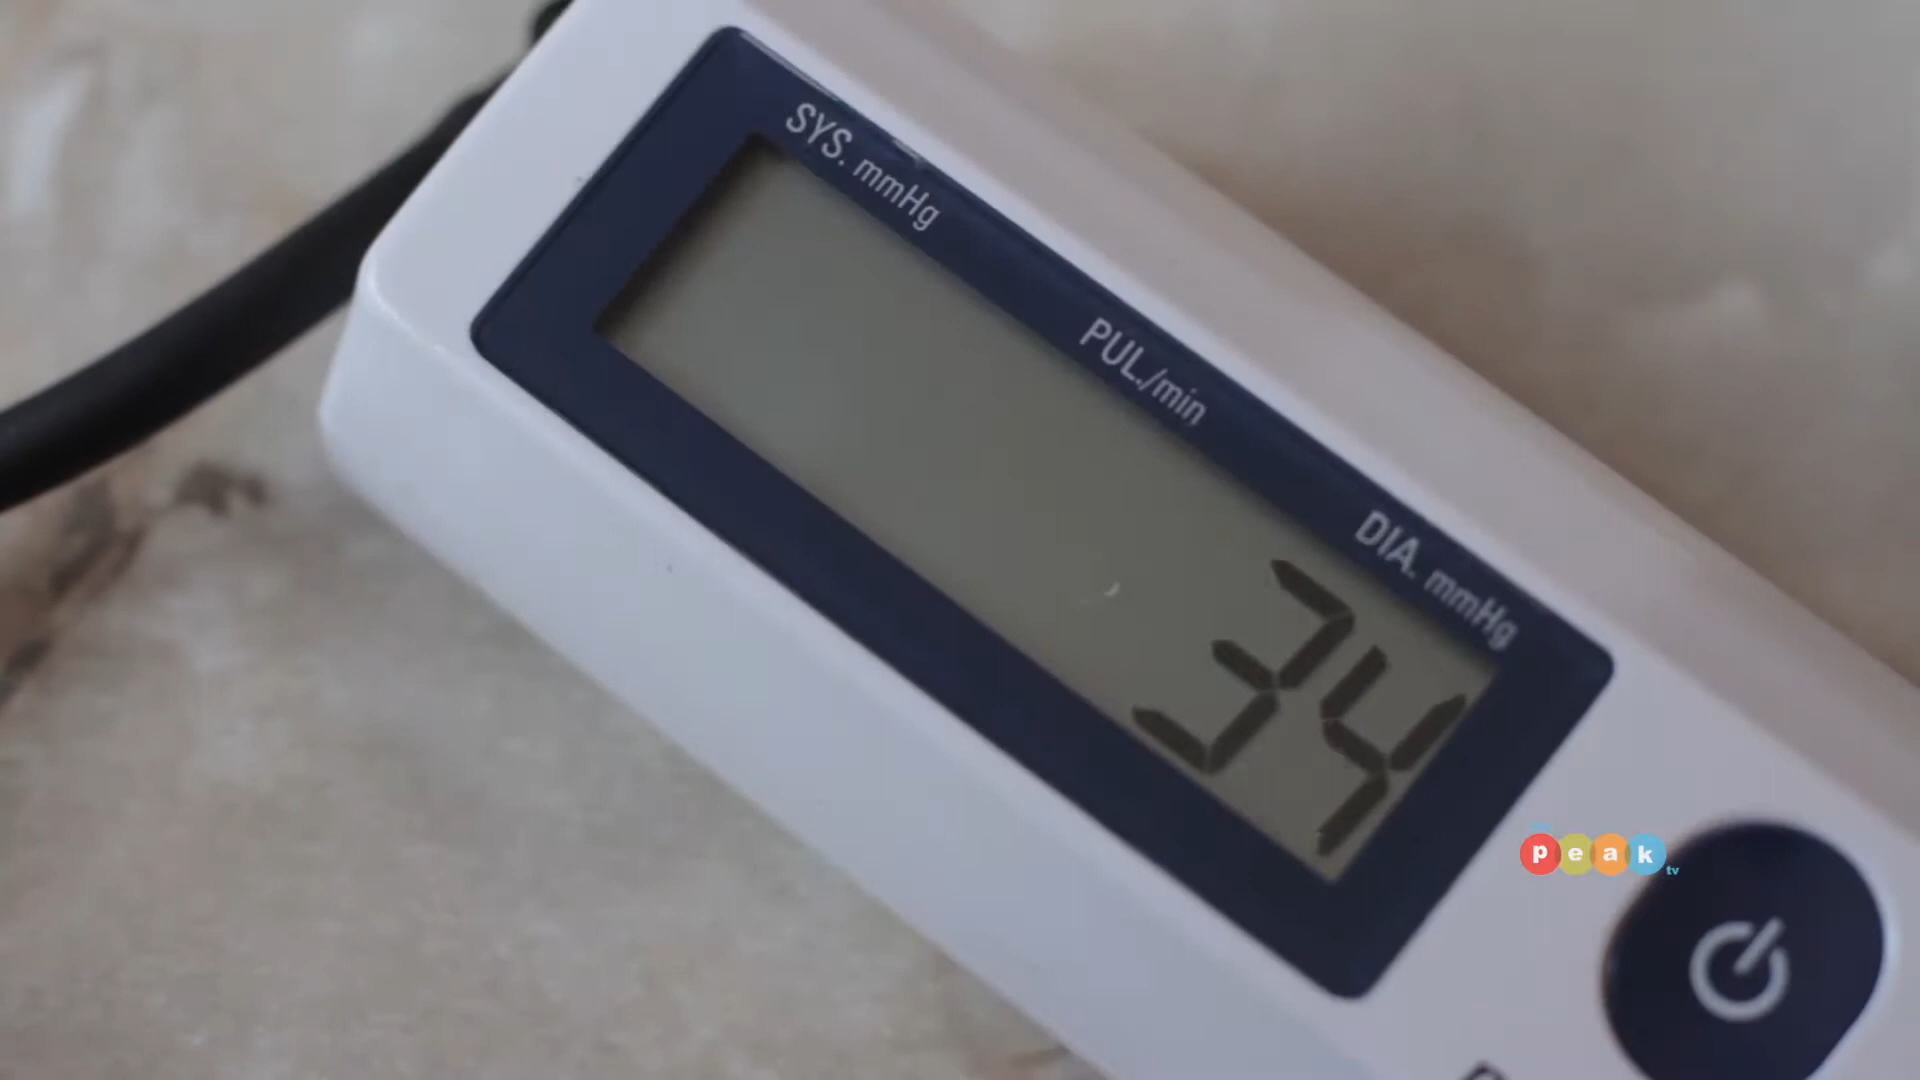 SYS. mmHg
PUL./min
DIA. mmHg
34
peak tv